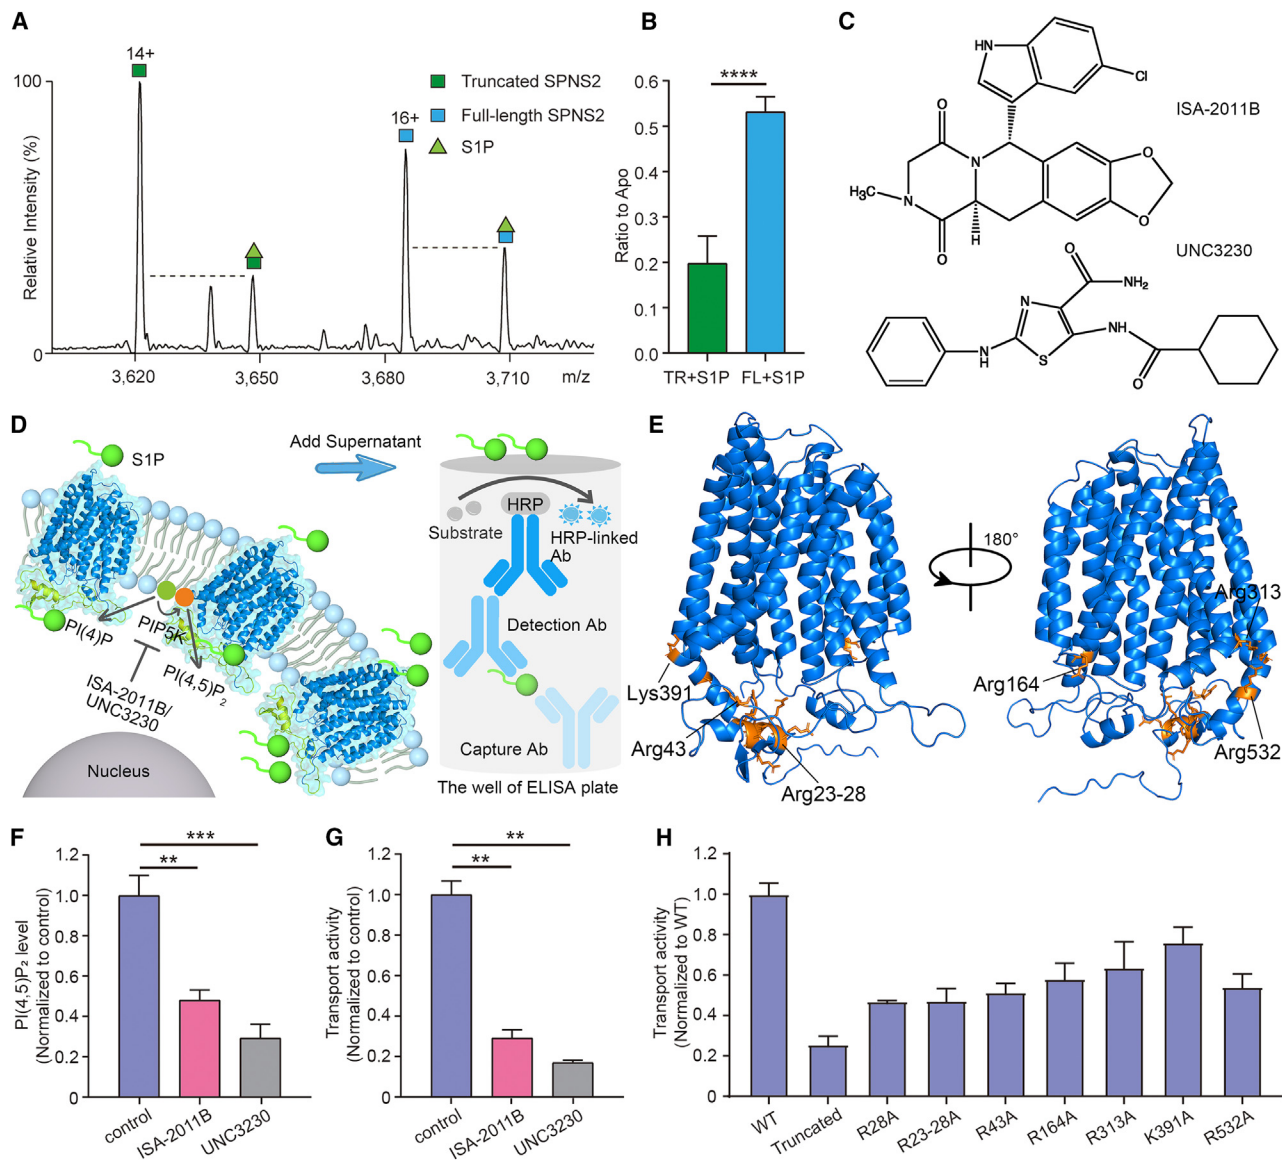 A
14+
100
Truncated SPNS2
Full-length SPNS2
S1P
16+
Relative Intensity (%)
0
3,620
3,650
3,680
3,710
m/z
B
****
0.6
0.5
0.4
0.3
0.2
0.1
0.0
Ratio to Apo
TR+S1P
FL+S1P
C
HN
Cl
ISA-2011B
O
N
O
H₃C
N
O
H
O
UNC3230
O
NH₂
N
N
H
S
NH
O
D
S1P
Add Supernatant
HRP
Substrate
HRP-linked
Ab
Detection Ab
Capture Ab
The well of ELISA plate
PI(4)P
PIP5K
PI(4,5)P₂
ISA-2011B/
UNC3230
Nucleus
E
180°
Lys391
Arg43
Arg23-28
Arg313
Arg164
Arg532
F
***
**
1.2
1.0
0.8
0.6
0.4
0.2
0
PI(4,5)P₂ level
(Normalized to control)
control
ISA-2011B
UNC3230
G
**
**
1.2
1.0
0.8
0.6
0.4
0.2
0
Transport activity
(Normalized to control)
control
ISA-2011B
UNC3230
H
1.2
1.0
0.8
0.6
0.4
0.2
0
Transport activity
(Normalized to WT)
WT
Truncated
R28A
R23-28A
R43A
R164A
R313A
K391A
R532A